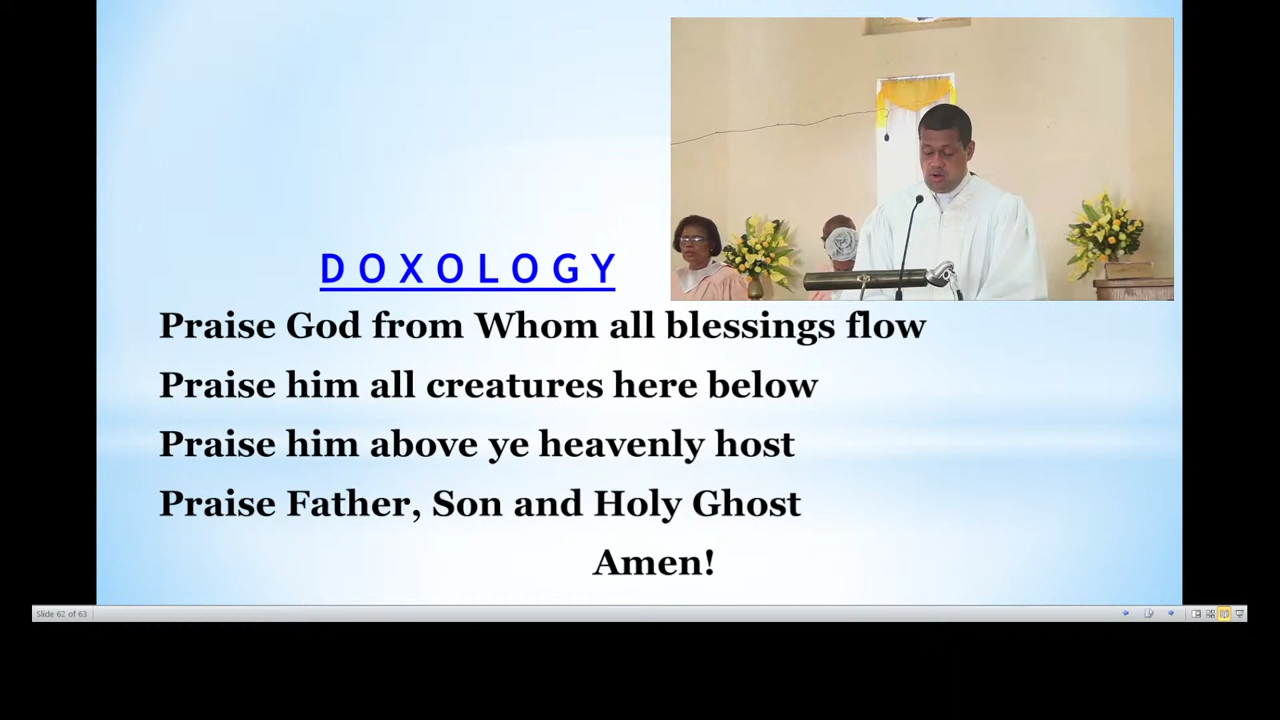 D O X O L O G Y
Praise God from Whom all blessings flow
Praise him all creatures here below
Praise him above ye heavenly host
Praise Father, Son and Holy Ghost
Amen!
Slide 62 of 63